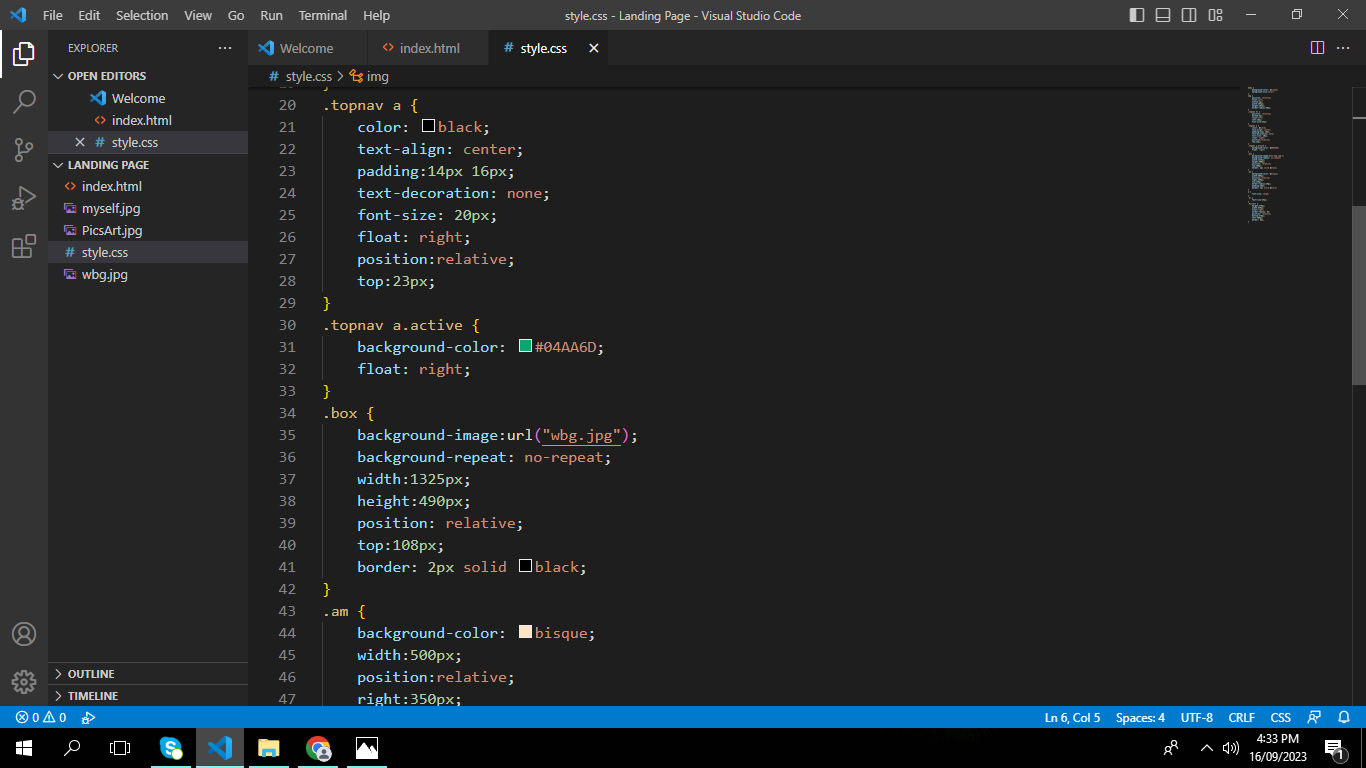 File Edit Selection View Go Run Terminal Help
style.css - Landing Page - Visual Studio Code
EXPLORER
OPEN EDITORS
Welcome
index.html
style.css
LANDING PAGE
index.html
myself.jpg
PicsArt.jpg
style.css
wbg.jpg
OUTLINE
TIMELINE
Welcome
index.html
# style.css
# style.css > img
20 .topnav a {
21 color: black;
22 text-align: center;
23 padding:14px 16px;
24 text-decoration: none;
25 font-size: 20px;
26 float: right;
27 position:relative;
28 top:23px;
29 }
30 .topnav a.active {
31 background-color: #04AA6D;
32 float: right;
33 }
34 .box {
35 background-image:url("wbg.jpg");
36 background-repeat: no-repeat;
37 width:1325px;
38 height:490px;
39 position: relative;
40 top:108px;
41 border: 2px solid black;
42 }
43 .am {
44 background-color: bisque;
45 width:500px;
46 position:relative;
47 right:350px;
0 0
Ln 6, Col 5 Spaces: 4 UTF-8 CRLF CSS
4:33 PM
16/09/2023
1